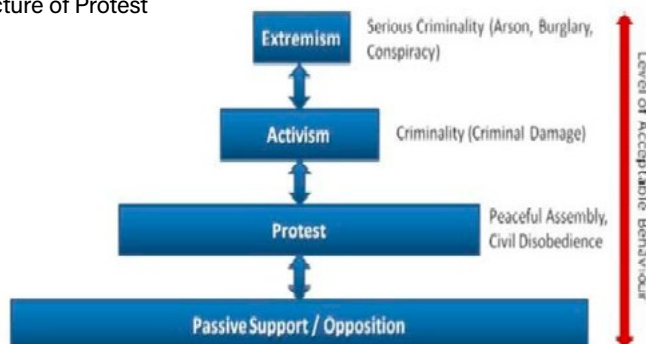 cture of Protest
Extremism
Serious Criminality (Arson, Burglary,
Conspiracy)
Activism
Criminality (Criminal Damage)
Protest
Peaceful Assembly,
Civil Disobedience
Passive Support / Opposition
Level of Acceptable Behaviour